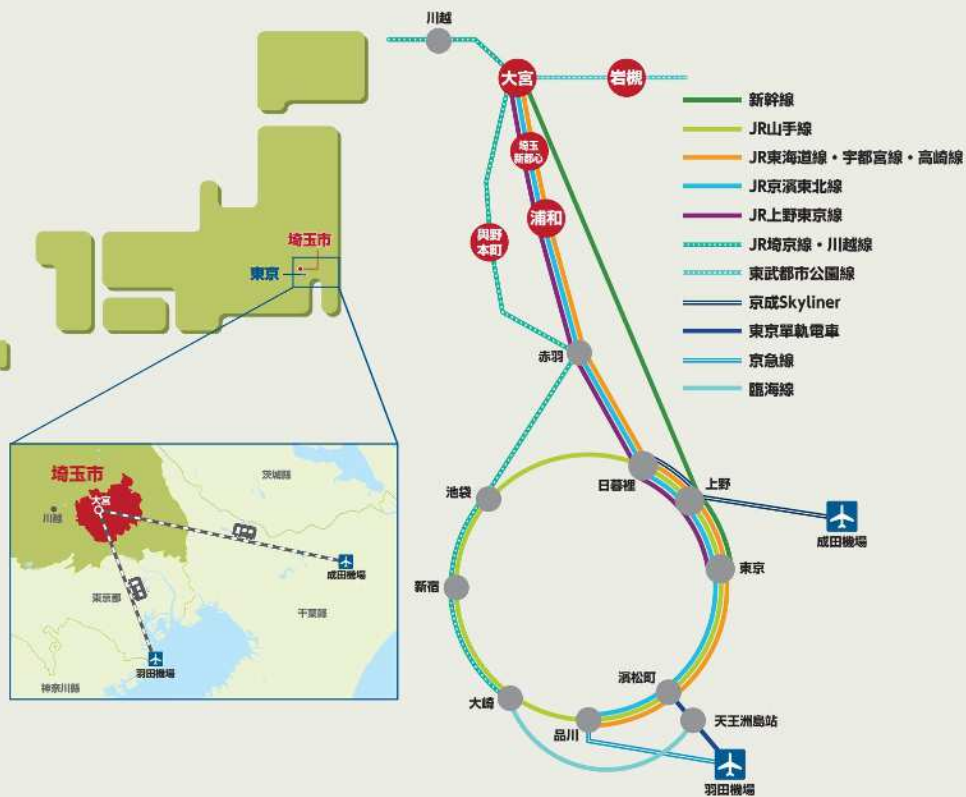 川越
大宮
岩槻
埼玉
新都心
浦和
與野
本町
赤羽
日暮裡
上野
池袋
成田機場
新宿
東京
大崎
品川
濱松町
天王洲島站
羽田機場
新幹線
JR山手線
JR東海道線・宇都宮線・高崎線
JR京濱東北線
JR上野東京線
JR埼京線・川越線
東武都市公園線
京成Skyliner
東京單軌電車
京急線
臨海線
埼玉市
東京
埼玉市
大宮
川越
茨城縣
成田機場
東京都
千葉縣
羽田機場
神奈川縣